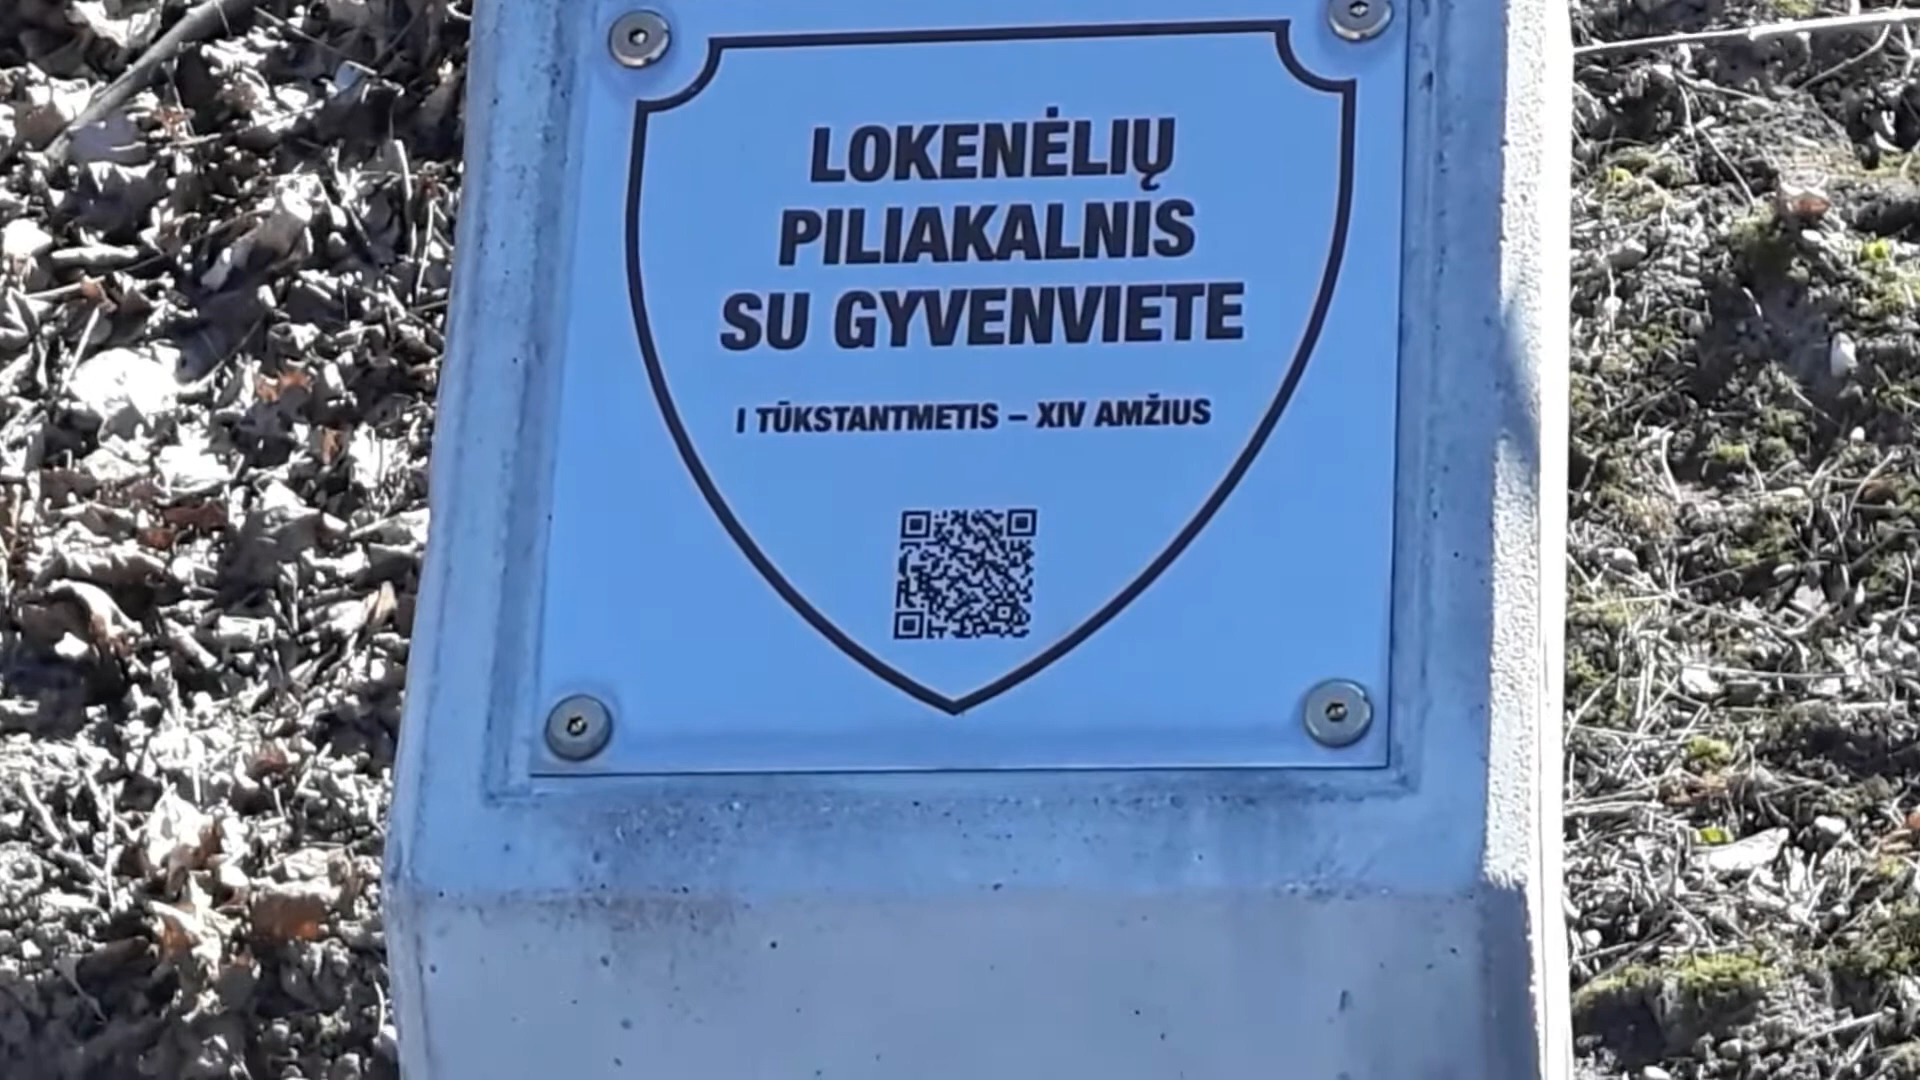 LOKENĖLIŲ
PILIAKALNIS
SU GYVENVIETE
I TŪKSTANTMETIS – XIV AMŽIUS